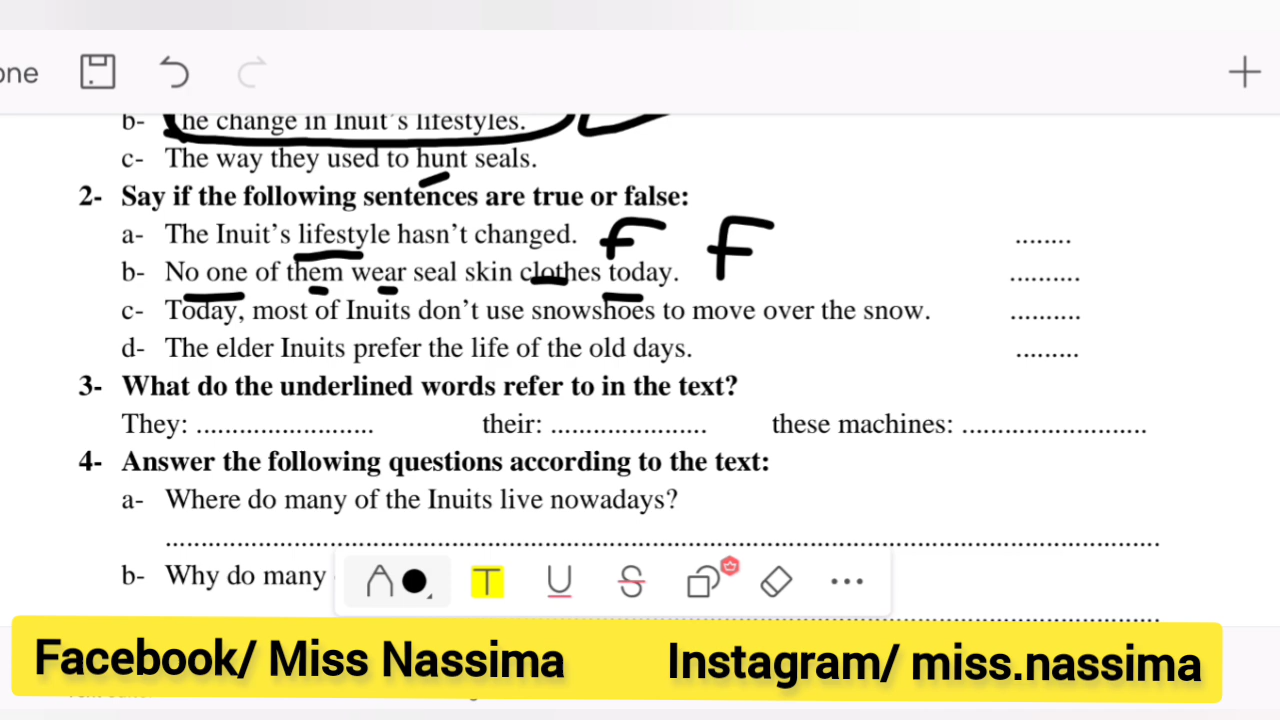 one
b- The change in Inuit's lifestyles.
c- The way they used to hunt seals.
2- Say if the following sentences are true or false:
a- The Inuit's lifestyle hasn't changed. F ........
b- No one of them wear seal skin clothes today. F ..........
c- Today, most of Inuits don't use snowshoes to move over the snow. ..........
d- The elder Inuits prefer the life of the old days. .........
3- What do the underlined words refer to in the text?
They: ........................ their: ..................... these machines: .........................
4- Answer the following questions according to the text:
a- Where do many of the Inuits live nowadays?
b- Why do many
Facebook/ Miss Nassima Instagram/ miss.nassima